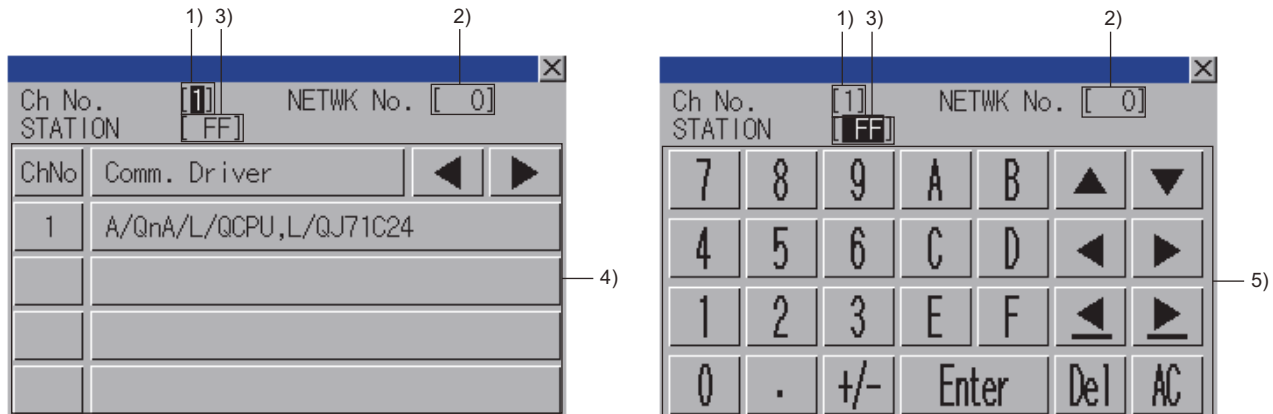 1) 3) 2)
Ch No. [1] NETWK No. [ 0]
STATION [ FF]
ChNo Comm. Driver ◀ ▶
1 A/QnA/L/QCPU,L/QJ71C24
4)
1) 3) 2)
Ch No. [1] NETWK No. [ 0]
STATION [ FF]
7 8 9 A B ▲ ▼
4 5 6 C D ◀ ▶
5)
1 2 3 E F ◀ ▶
0 . +/- Enter Del AC